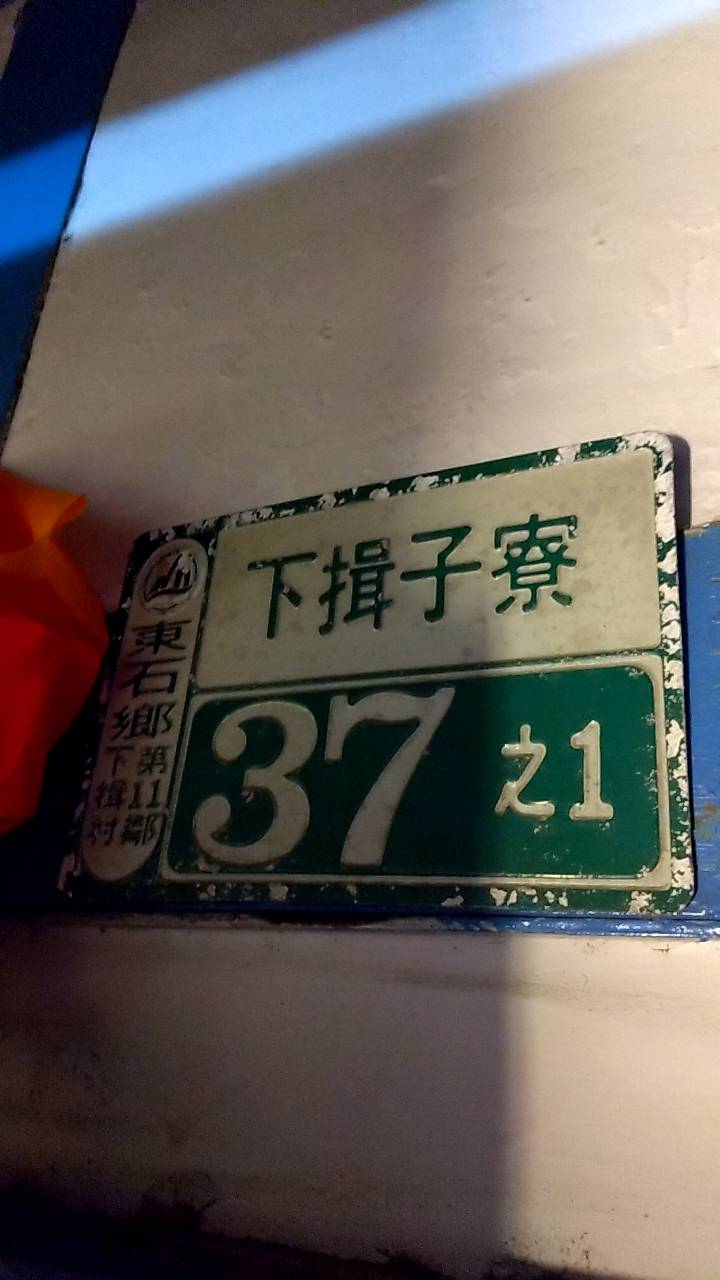 下揖子寮
37之1
東石鄉
第11鄰
下揖村